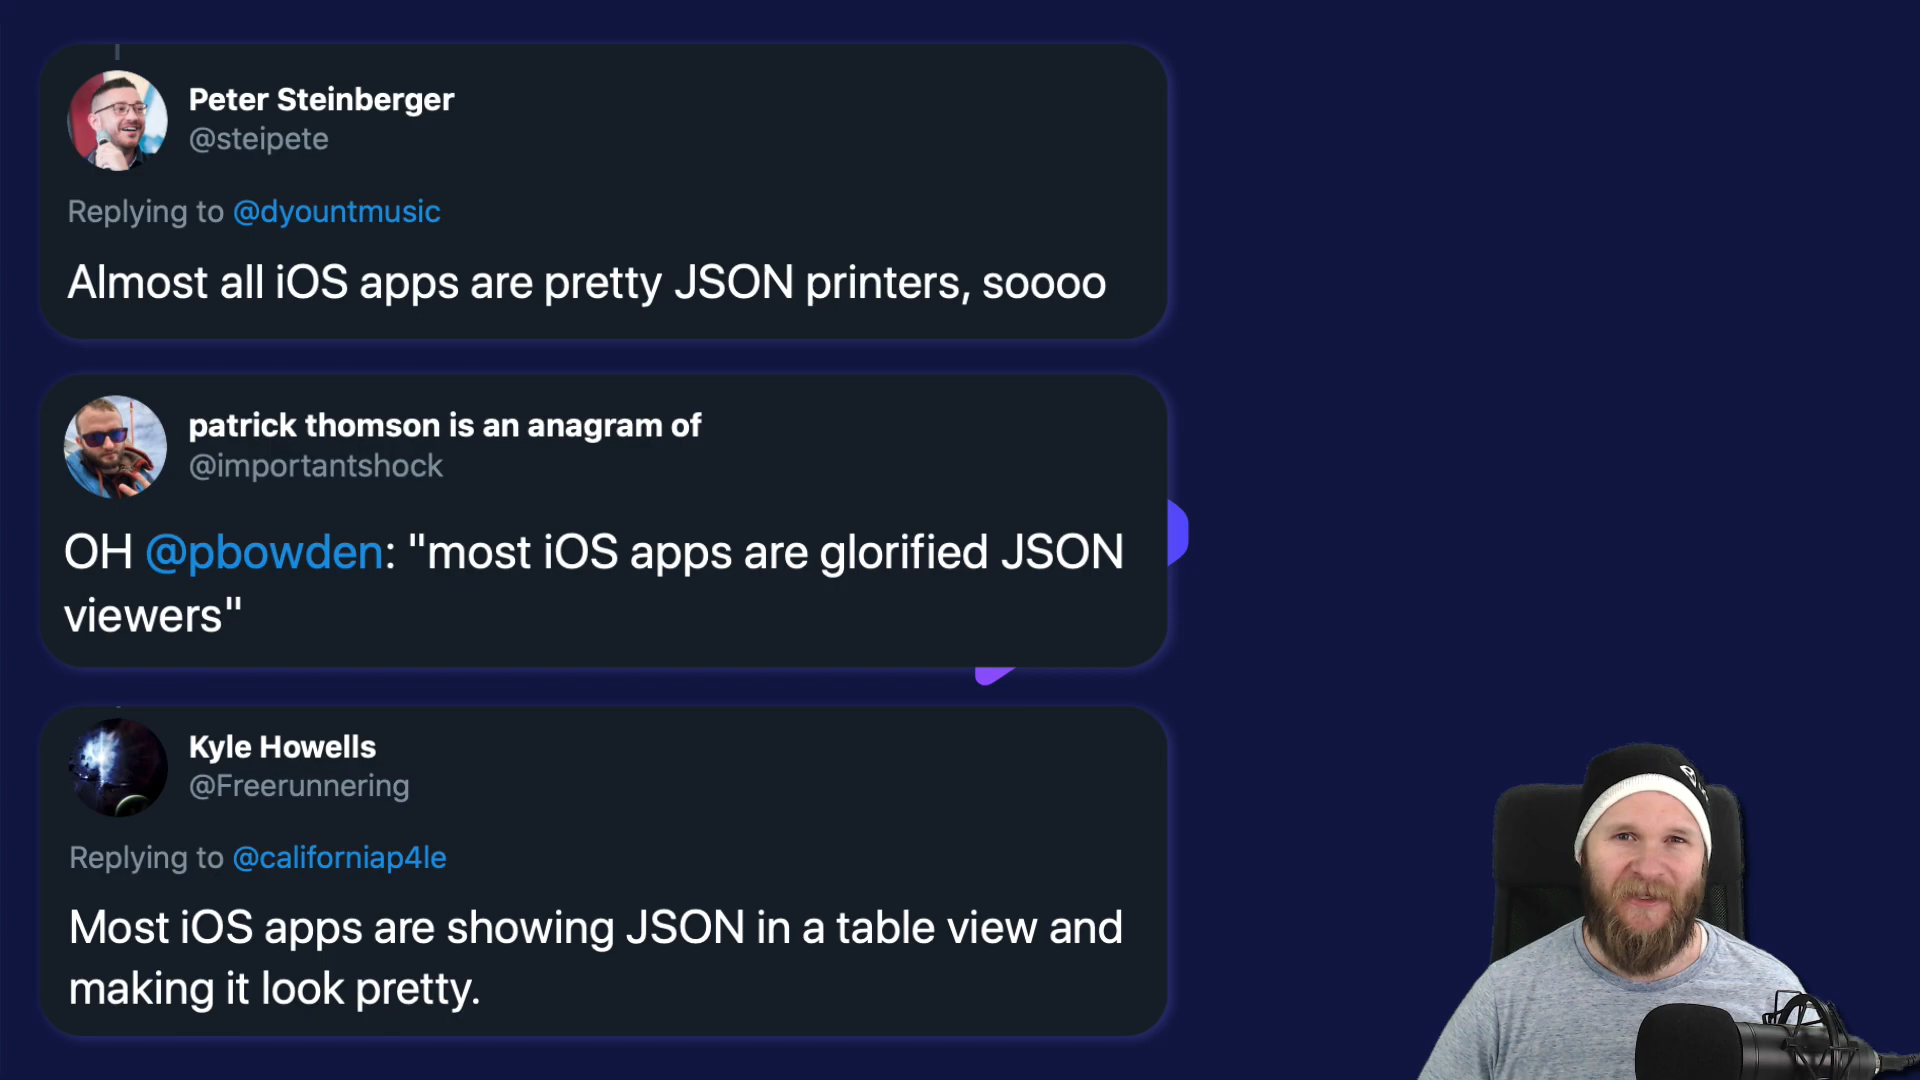 Peter Steinberger
@steipete
Replying to @dyountmusic
Almost all iOS apps are pretty JSON printers, soooo
patrick thomson is an anagram of
@importantshock
OH @pbowden: "most iOS apps are glorified JSON
viewers"
Kyle Howells
@Freerunnering
Replying to @californiap4le
Most iOS apps are showing JSON in a table view and
making it look pretty.